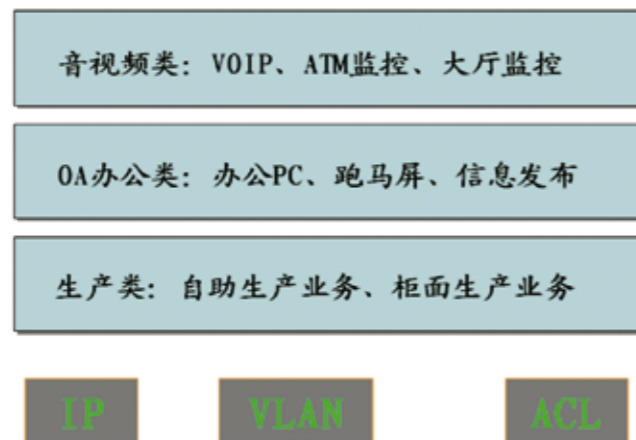 音视频类：VOIP、ATM监控、大厅监控
OA办公类：办公PC、跑马屏、信息发布
生产类：自助生产业务、柜面生产业务
IP VLAN ACL